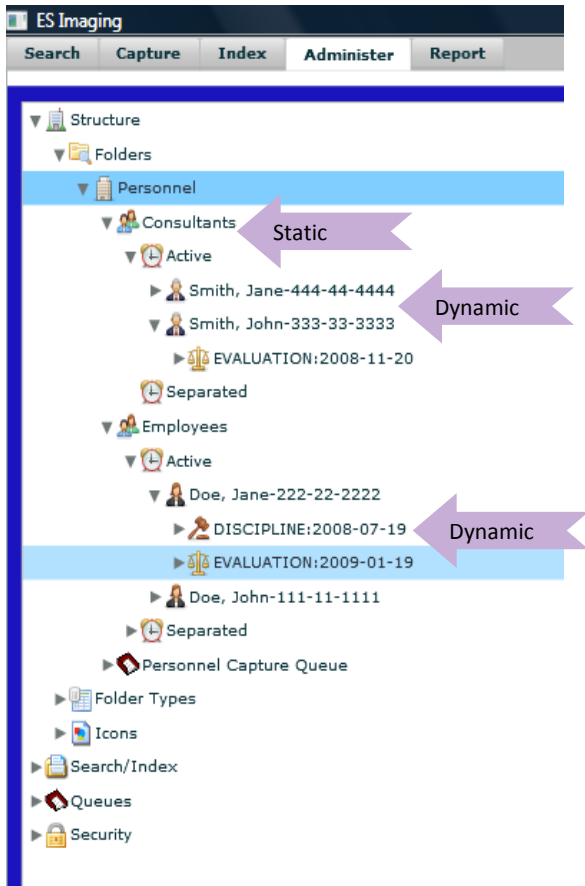 ES Imaging
Search Capture Index Administer Report
Structure
Folders
Personnel
Consultants
Static
Active
Smith, Jane-444-44-4444
Dynamic
Smith, John-333-33-3333
EVALUATION:2008-11-20
Separated
Employees
Active
Doe, Jane-222-22-2222
DISCIPLINE:2008-07-19
Dynamic
EVALUATION:2009-01-19
Doe, John-111-11-1111
Separated
Personnel Capture Queue
Folder Types
Icons
Search/Index
Queues
Security